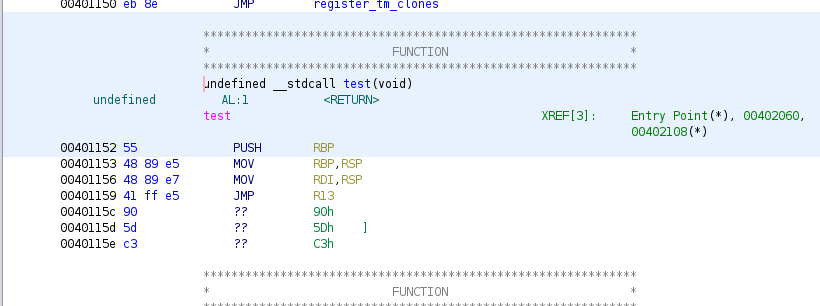 00401150 eb 8e JMP register_tm_clones
**************************************************************
* FUNCTION *
**************************************************************
undefined __stdcall test(void)
undefined AL:1 <RETURN>
test XREF[3]: Entry Point(*), 00402060,
00402108(*)
00401152 55 PUSH RBP
00401153 48 89 e5 MOV RBP,RSP
00401156 48 89 e7 MOV RDI,RSP
00401159 41 ff e5 JMP R13
0040115c 90 ?? 90h
0040115d 5d ?? 5Dh ]
0040115e c3 ?? C3h
**************************************************************
* FUNCTION *
**************************************************************